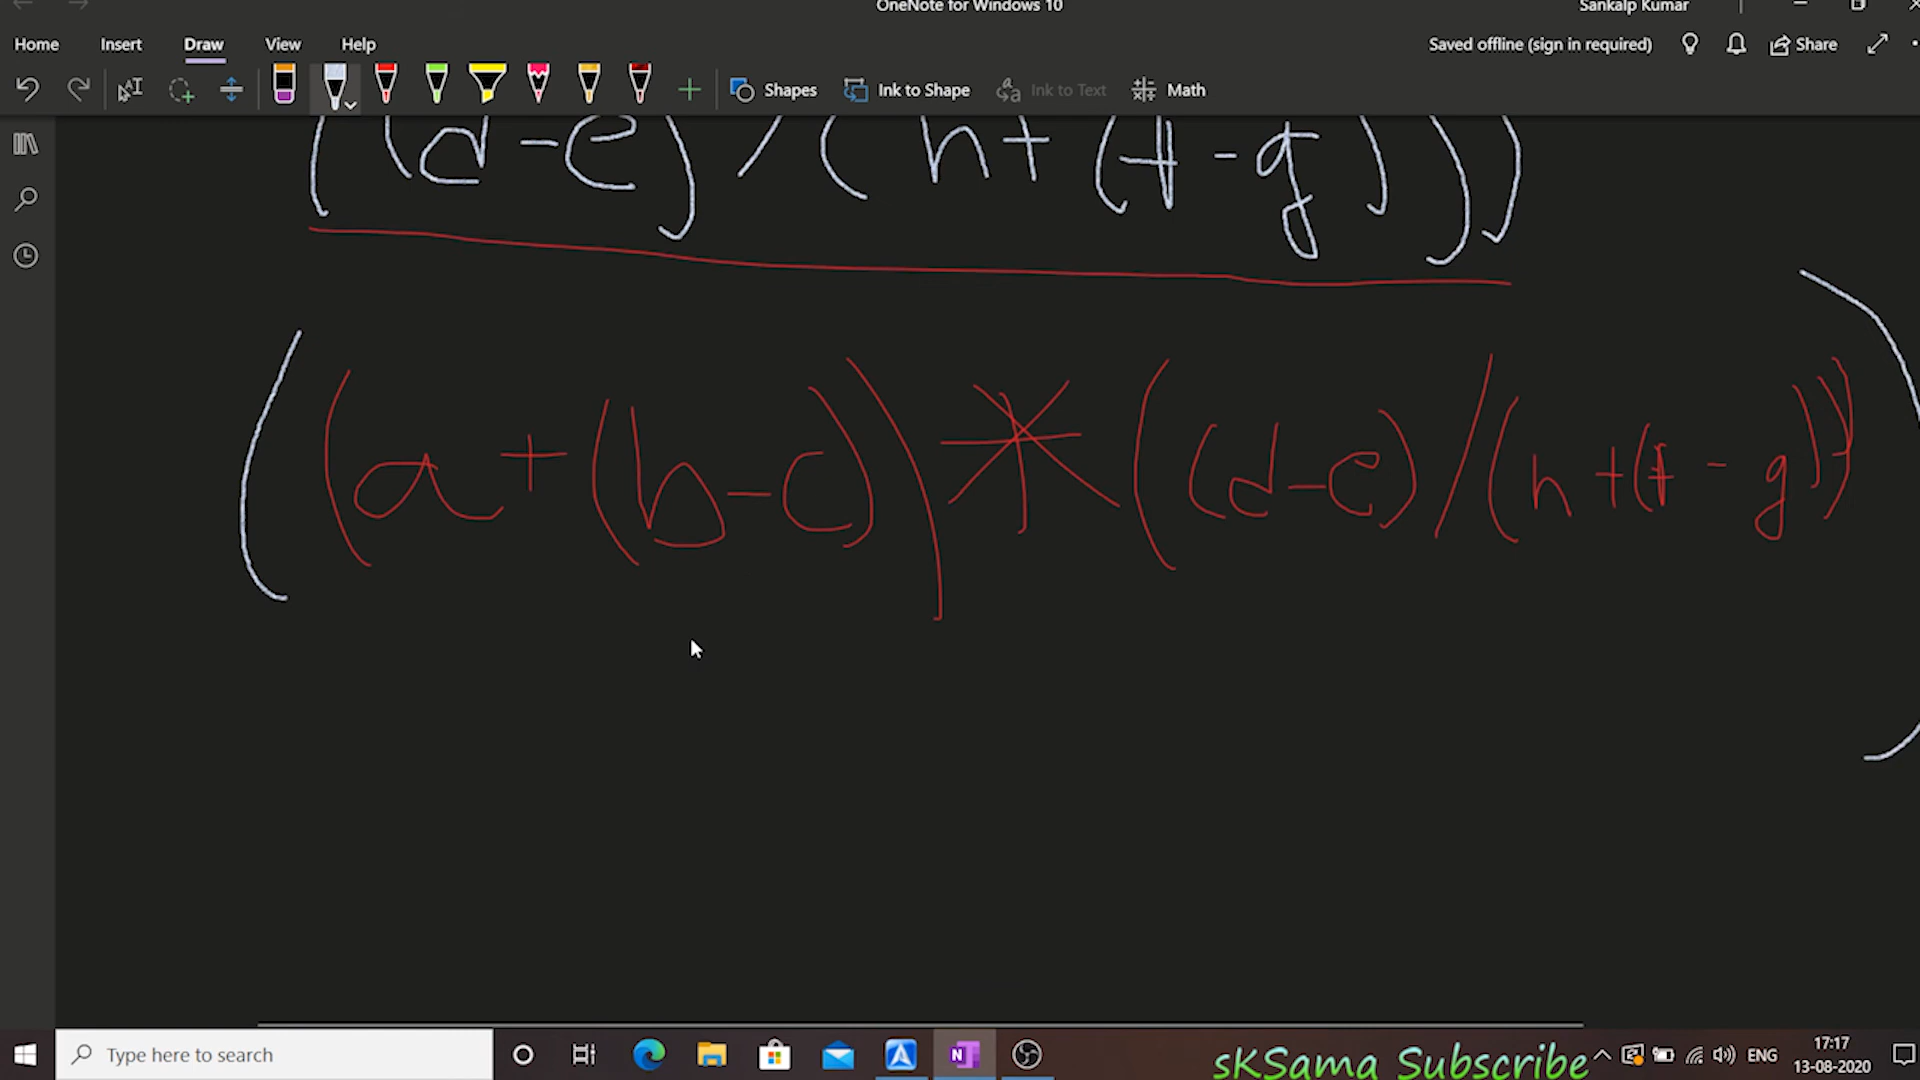 OneNote for Windows 10
Sankalp Kumar
Home Insert Draw View Help
Saved offline (sign in required) Share
Shapes Ink to Shape Ink to Text Math
((d-e)/(h+(f-g)))
((a+(b-c))*((d-e)/(h+(f-g))))
Type here to search
sKSama Subscribe
ENG
17:17
13-08-2020